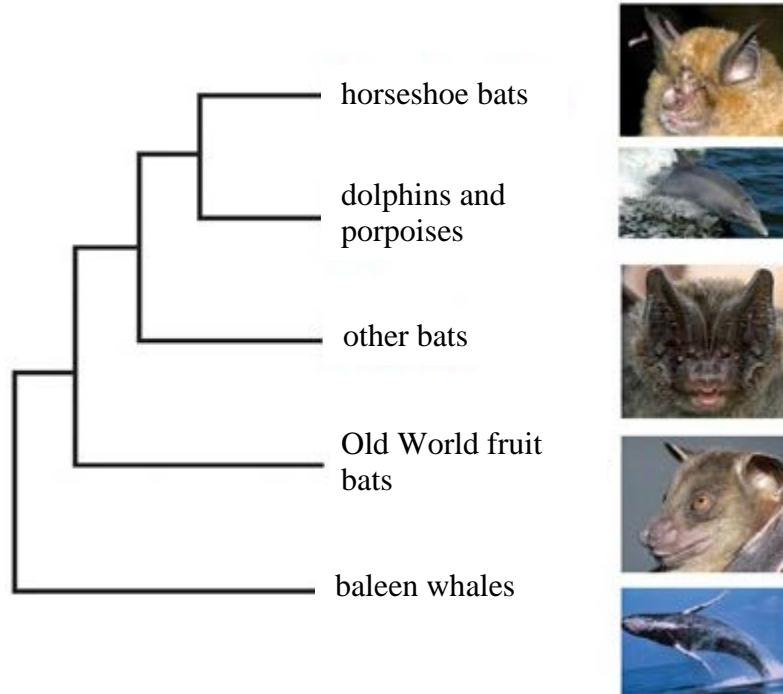 horseshoe bats
dolphins and
porpoises
other bats
Old World fruit
bats
baleen whales